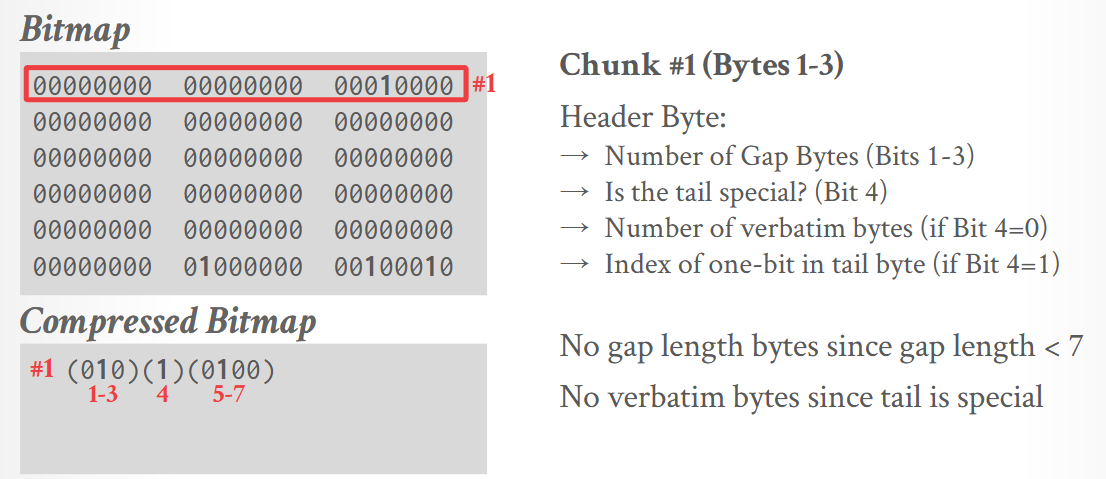 Bitmap
00000000 00000000 00010000 #1
00000000 00000000 00000000
00000000 00000000 00000000
00000000 00000000 00000000
00000000 00000000 00000000
00000000 01000000 00100010
Compressed Bitmap
#1 (010)(1)(0100)
1-3 4 5-7
Chunk #1 (Bytes 1-3)
Header Byte:
→ Number of Gap Bytes (Bits 1-3)
→ Is the tail special? (Bit 4)
→ Number of verbatim bytes (if Bit 4=0)
→ Index of one-bit in tail byte (if Bit 4=1)
No gap length bytes since gap length < 7
No verbatim bytes since tail is special